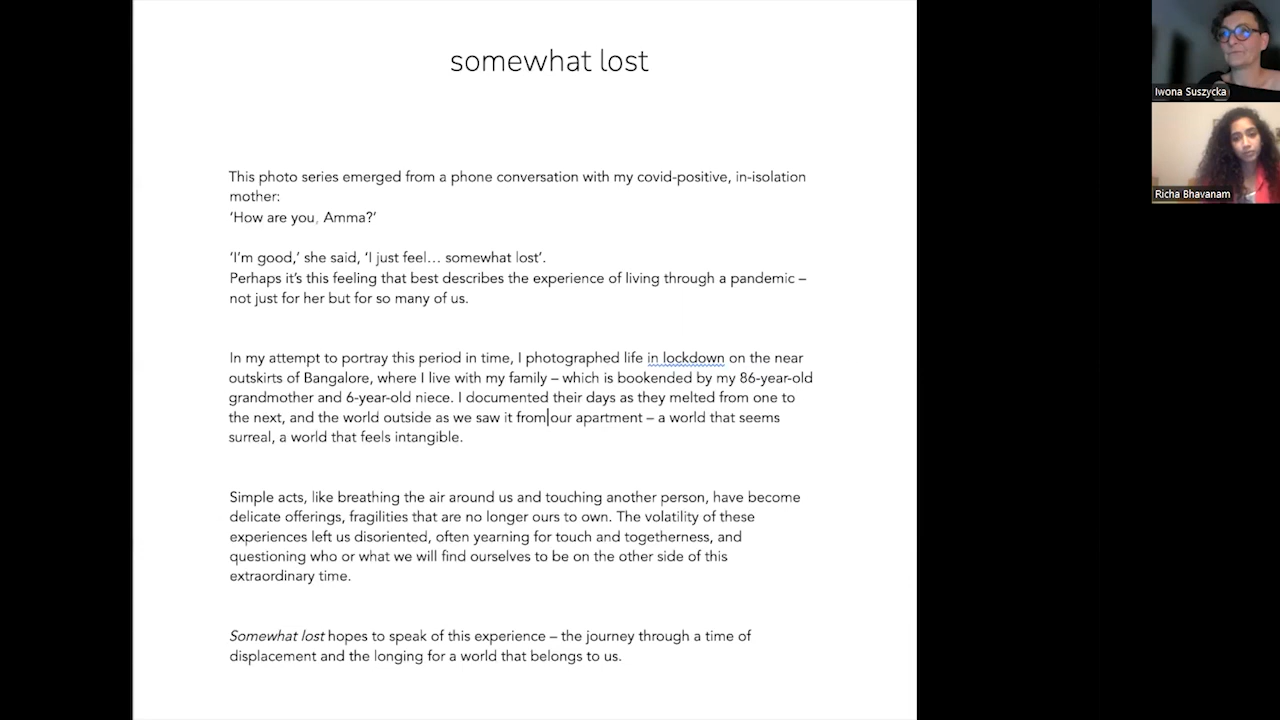 somewhat lost
This photo series emerged from a phone conversation with my covid-positive, in-isolation
mother:
‘How are you, Amma?’
‘I’m good,’ she said, ‘I just feel… somewhat lost’.
Perhaps it’s this feeling that best describes the experience of living through a pandemic –
not just for her but for so many of us.
In my attempt to portray this period in time, I photographed life in lockdown on the near
outskirts of Bangalore, where I live with my family – which is bookended by my 86-year-old
grandmother and 6-year-old niece. I documented their days as they melted from one to
the next, and the world outside as we saw it from our apartment – a world that seems
surreal, a world that feels intangible.
Simple acts, like breathing the air around us and touching another person, have become
delicate offerings, fragilities that are no longer ours to own. The volatility of these
experiences left us disoriented, often yearning for touch and togetherness, and
questioning who or what we will find ourselves to be on the other side of this
extraordinary time.
Somewhat lost hopes to speak of this experience – the journey through a time of
displacement and the longing for a world that belongs to us.
Iwona Suszycka
Richa Bhavanam